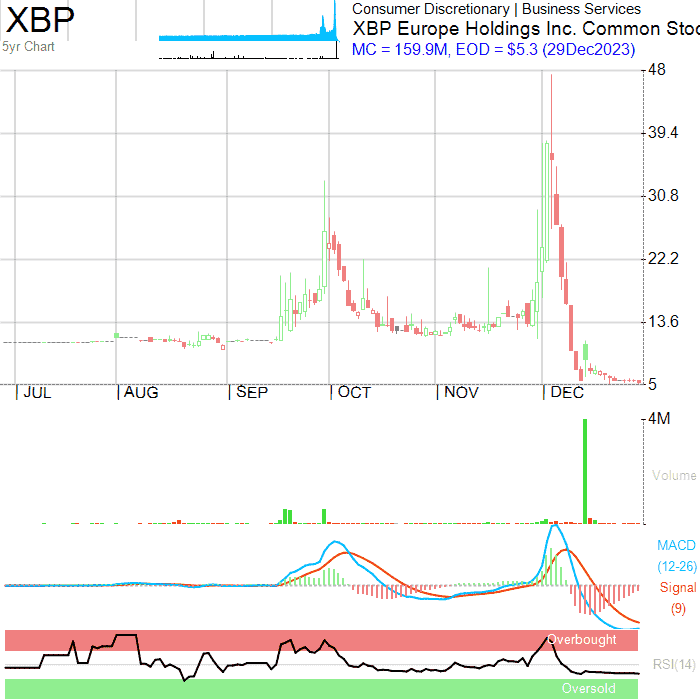 XBP
5yr Chart
Consumer Discretionary | Business Services
XBP Europe Holdings Inc. Common Stoc
MC = 159.9M, EOD = $5.3 (29Dec2023)
48
39.4
30.8
22.2
13.6
5
JUL AUG SEP OCT NOV DEC
4M
Volume
MACD
(12-26)
Signal
(9)
Overbought
RSI(14)
Oversold